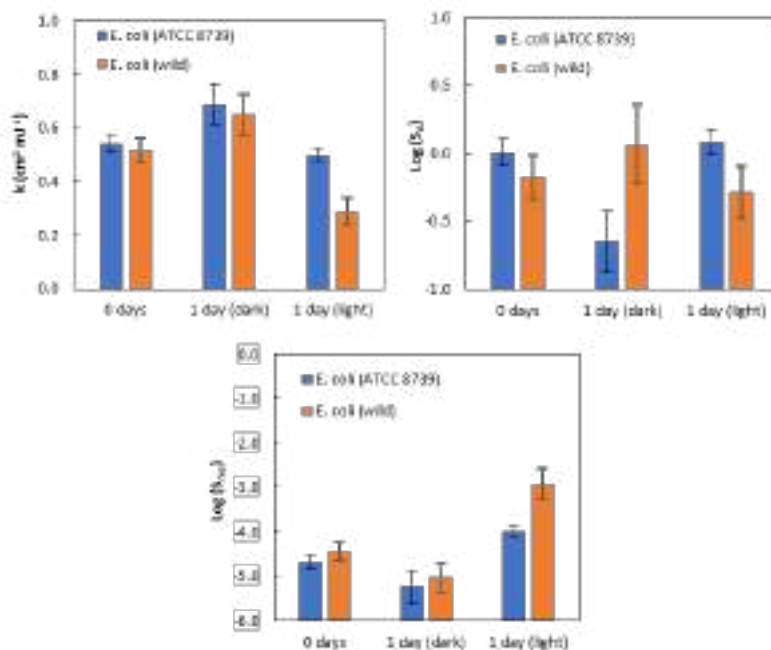 1.0
0.8
0.6
0.4
0.2
0.0
k (cm² mJ⁻¹)
E. coli (ATCC 8739)
E. coli (wild)
0 days
1 day (dark)
1 day (light)
1.0
0.5
0.0
-0.5
-1.0
E. coli (ATCC 8739)
E. coli (wild)
0 days
1 day (dark)
1 day (light)
0.0
-1.0
-2.0
-3.0
-4.0
-5.0
-6.0
E. coli (ATCC 8739)
E. coli (wild)
0 days
1 day (dark)
1 day (light)